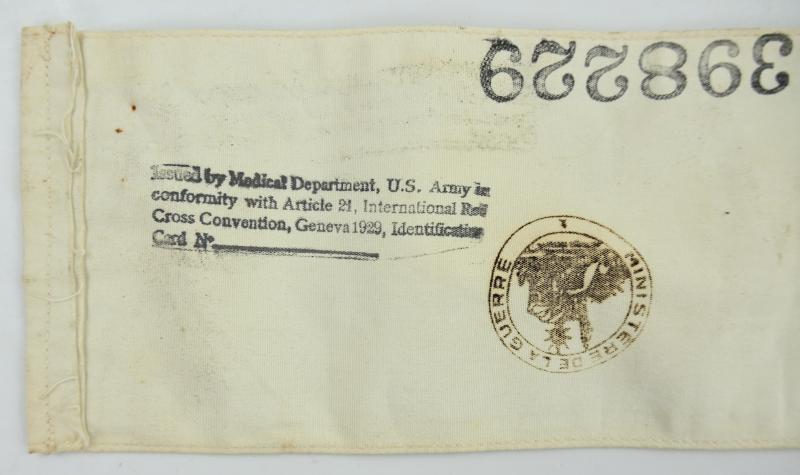 398229
Issued by Medical Department, U.S. Army in
conformity with Article 21, International Red
Cross Convention, Geneva 1929, Identification
Card Nº
MINISTÈRE DE LA GUERRE